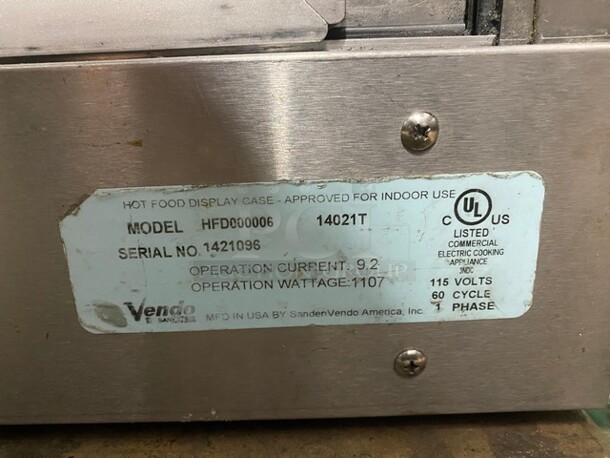 HOT FOOD DISPLAY CASE - APPROVED FOR INDOOR USE
MODEL HFD000006 14021T
SERIAL NO. 1421096
OPERATION CURRENT: 9.2
OPERATION WATTAGE:1107
Vendo
MFD IN USA BY SandenVendo America, Inc.
C UL US
LISTED
COMMERCIAL
ELECTRIC COOKING
APPLIANCE
115 VOLTS
60 CYCLE
1 PHASE